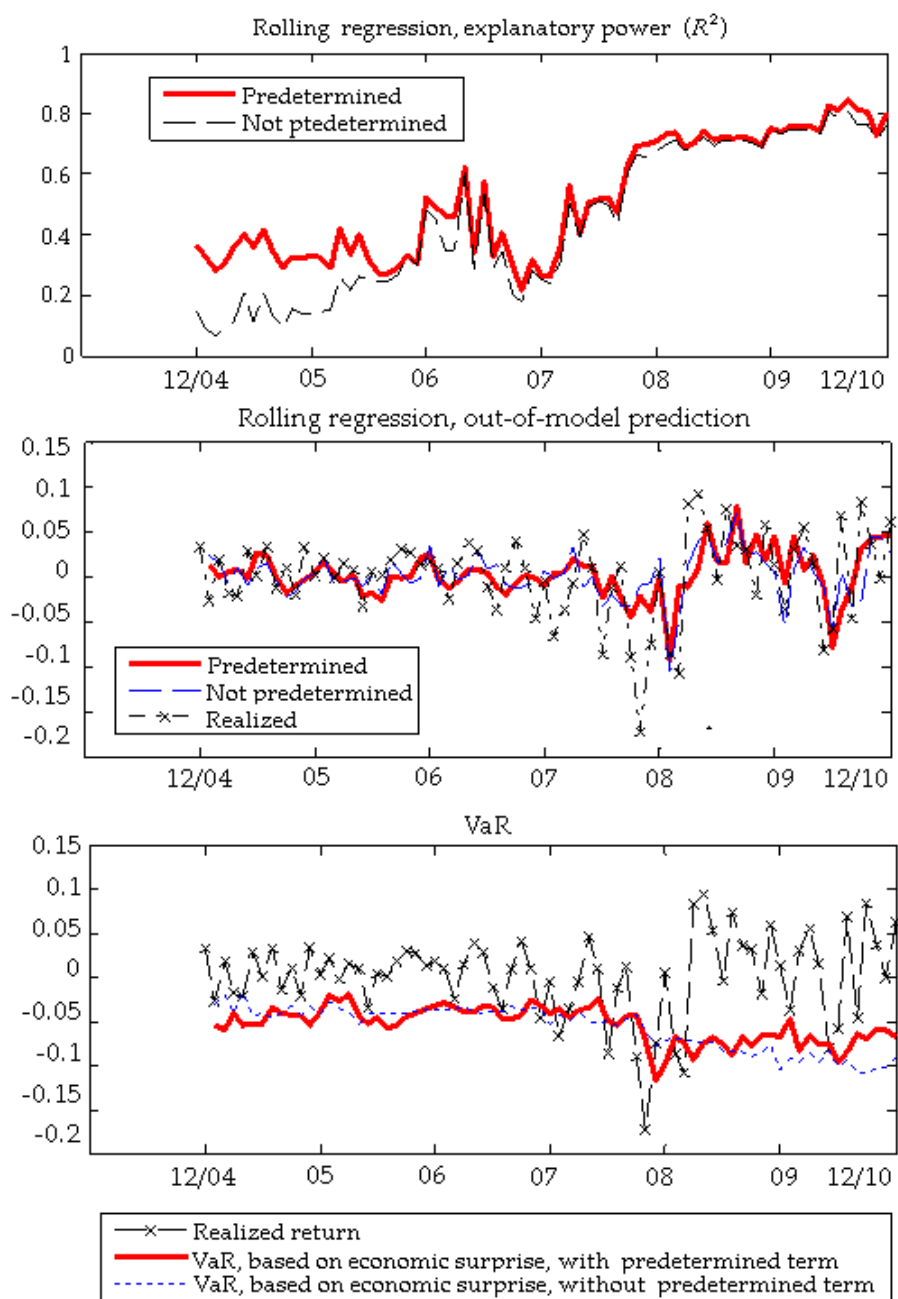 Rolling regression, explanatory power (R²)
1
0.8
0.6
0.4
0.2
0
Predetermined
Not ptedetermined
12/04 05 06 07 08 09 12/10
Rolling regression, out-of-model prediction
0.15
0.1
0.05
0
-0.05
-0.1
-0.15
-0.2
Predetermined
Not predetermined
Realized
12/04 05 06 07 08 09 12/10
VaR
0.15
0.1
0.05
0
-0.05
-0.1
-0.15
-0.2
12/04 05 06 07 08 09 12/10
Realized return
VaR, based on economic surprise, with predetermined term
VaR, based on economic surprise, without predetermined term